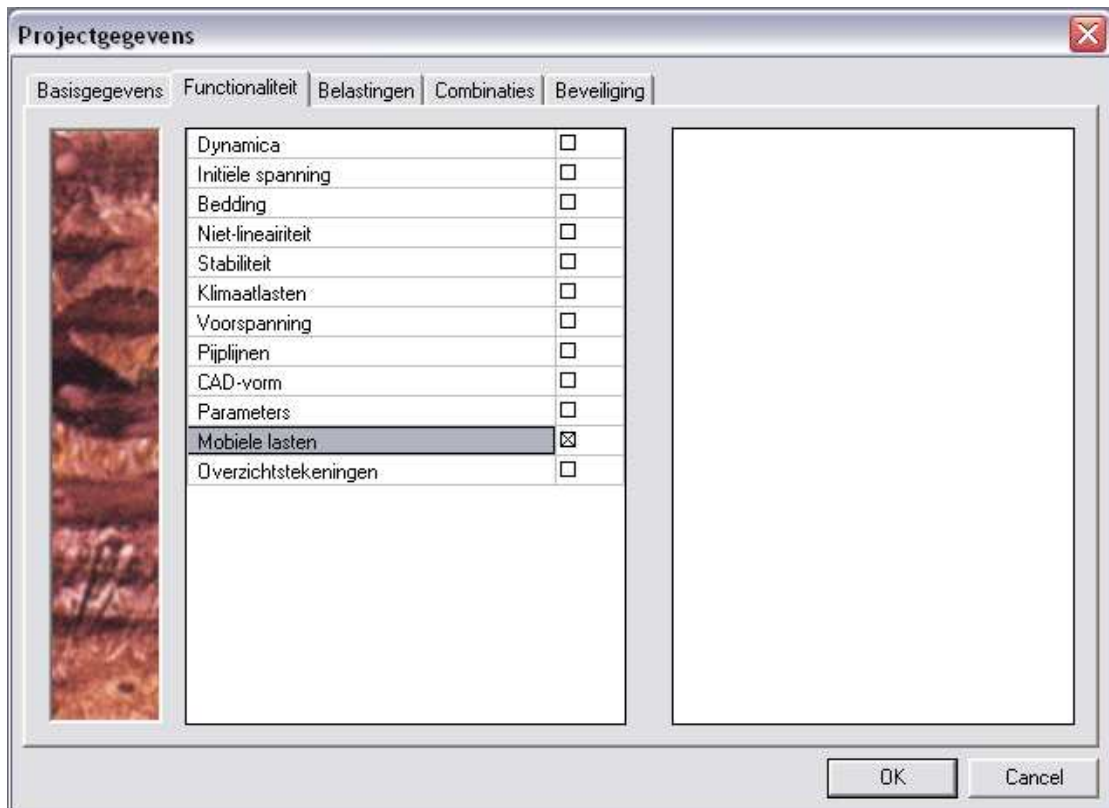 Projectgegevens
Basisgegevens Functionaliteit Belastingen Combinaties Beveiliging
Dynamica
Initiële spanning
Bedding
Niet-lineairiteit
Stabiliteit
Klimaatlasten
Voorspanning
Pijplijnen
CAD-vorm
Parameters
Mobiele lasten
Overzichtstekeningen
OK Cancel